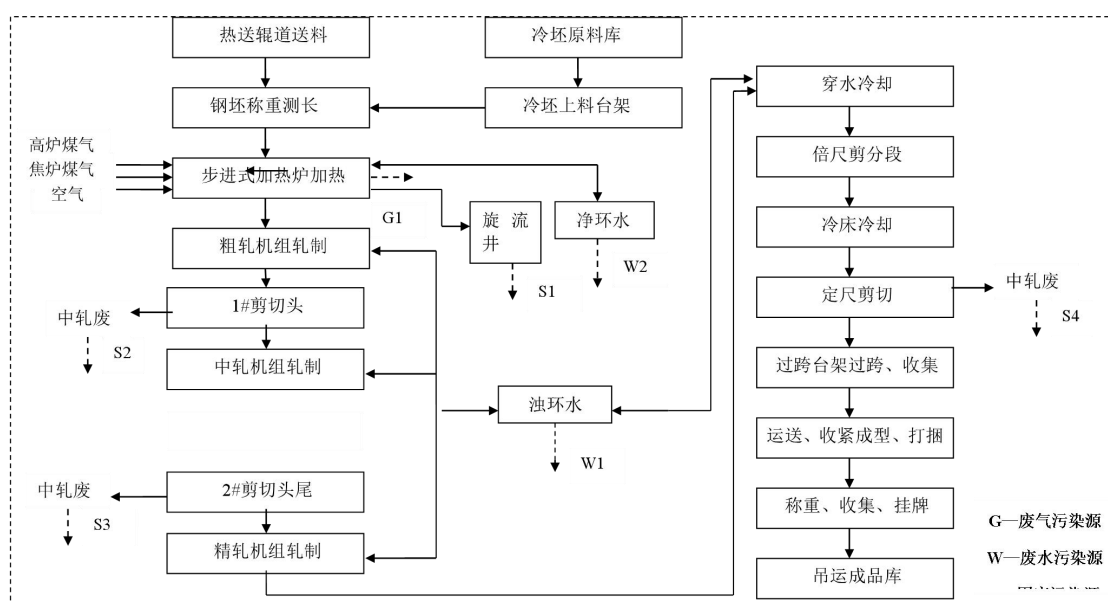 热送辊道送料
冷坯原料库
钢坯称重测长
冷坯上料台架
高炉煤气
焦炉煤气
空气
步进式加热炉加热
G1
旋流井
净环水
W2
S1
粗轧机组轧制
1#剪切头
中轧废
S2
中轧机组轧制
浊环水
W1
2#剪切头尾
中轧废
S3
精轧机组轧制
穿水冷却
倍尺剪分段
冷床冷却
定尺剪切
中轧废
S4
过跨台架过跨、收集
运送、收紧成型、打捆
称重、收集、挂牌
吊运成品库
G—废气污染源
W—废水污染源